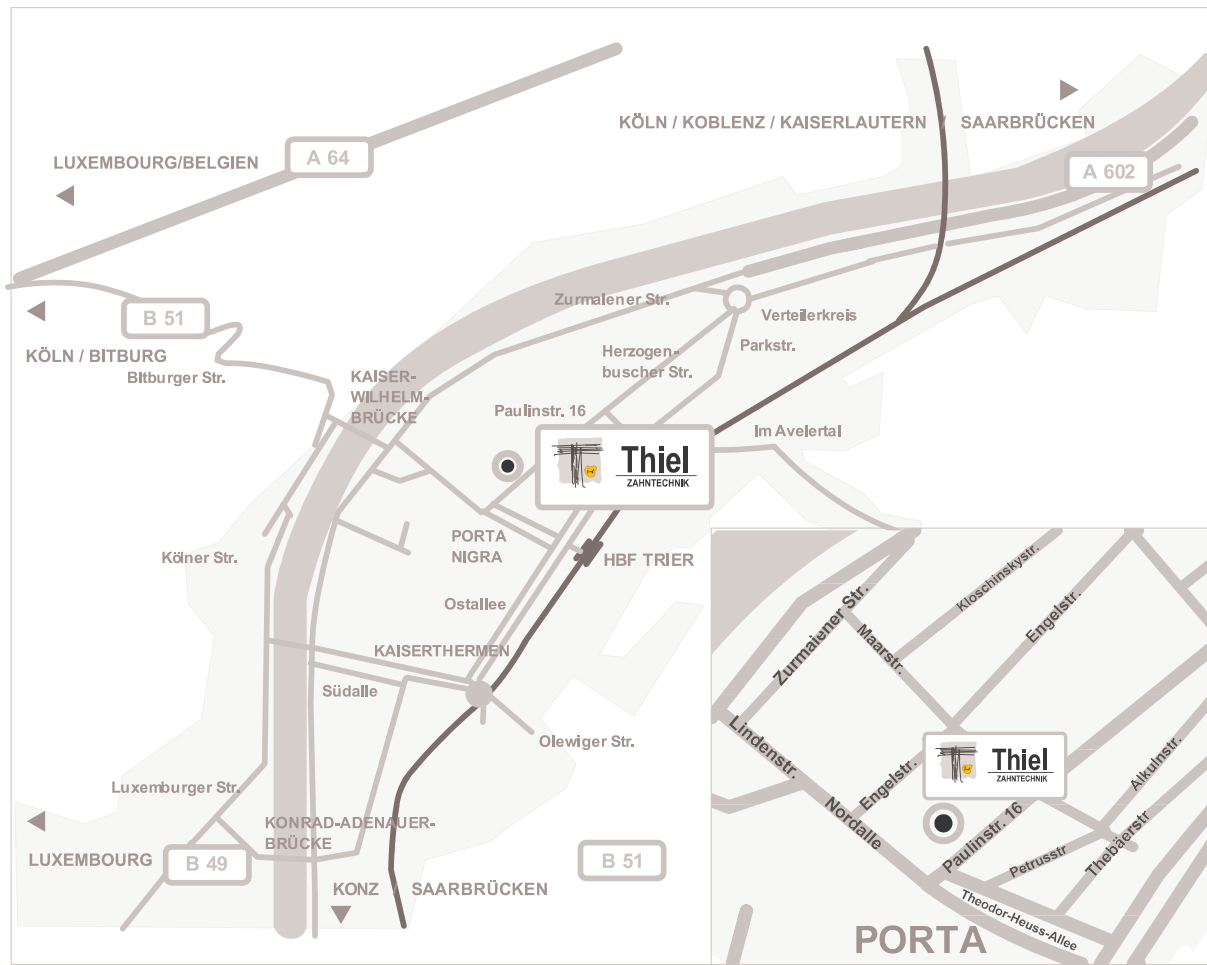 KÖLN / KOBLENZ / KAISERLAUTERN / SAARBRÜCKEN
A 64
LUXEMBOURG/BELGIEN
A 602
B 51
Zurmalener Str.
Verteilerkreis
KÖLN / BITBURG
BItburger Str.
Herzogen-
buscher Str.
Parkstr.
KAISER-
WILHELM-
BRÜCKE
Paulinstr. 16
Im Avelertal
Thiel
ZAHNTECHNIK
PORTA
NIGRA
HBF TRIER
Kölner Str.
Ostallee
KAISERTHERMEN
Südalle
Olewiger Str.
Luxemburger Str.
KONRAD-ADENAUER-
BRÜCKE
LUXEMBOURG
B 49
B 51
KONZ / SAARBRÜCKEN
Kloschinskystr.
Engelstr.
Zurmaiener Str.
Maarstr.
Lindenstr.
Thiel
ZAHNTECHNIK
Engelstr.
Alkuinstr.
Nordalle
Paulinstr. 16
Petrusstr
Thebäerstr
Theodor-Heuss-Allee
PORTA